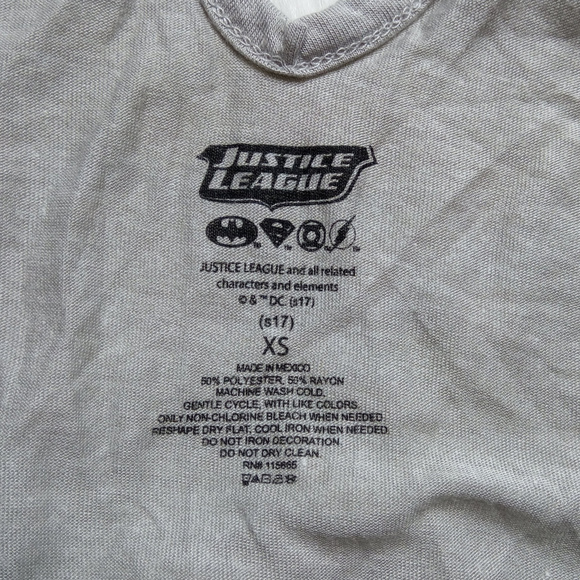 JUSTICE
LEAGUE
JUSTICE LEAGUE and all related
characters and elements
© & ™ DC. (s17)
(s17)
XS
MADE IN MEXICO
50% POLYESTER, 50% RAYON
MACHINE WASH COLD.
GENTLE CYCLE, WITH LIKE COLORS.
ONLY NON-CHLORINE BLEACH WHEN NEEDED.
RESHAPE DRY FLAT, COOL IRON WHEN NEEDED.
DO NOT IRON DECORATION.
DO NOT DRY CLEAN.
RN# 115665